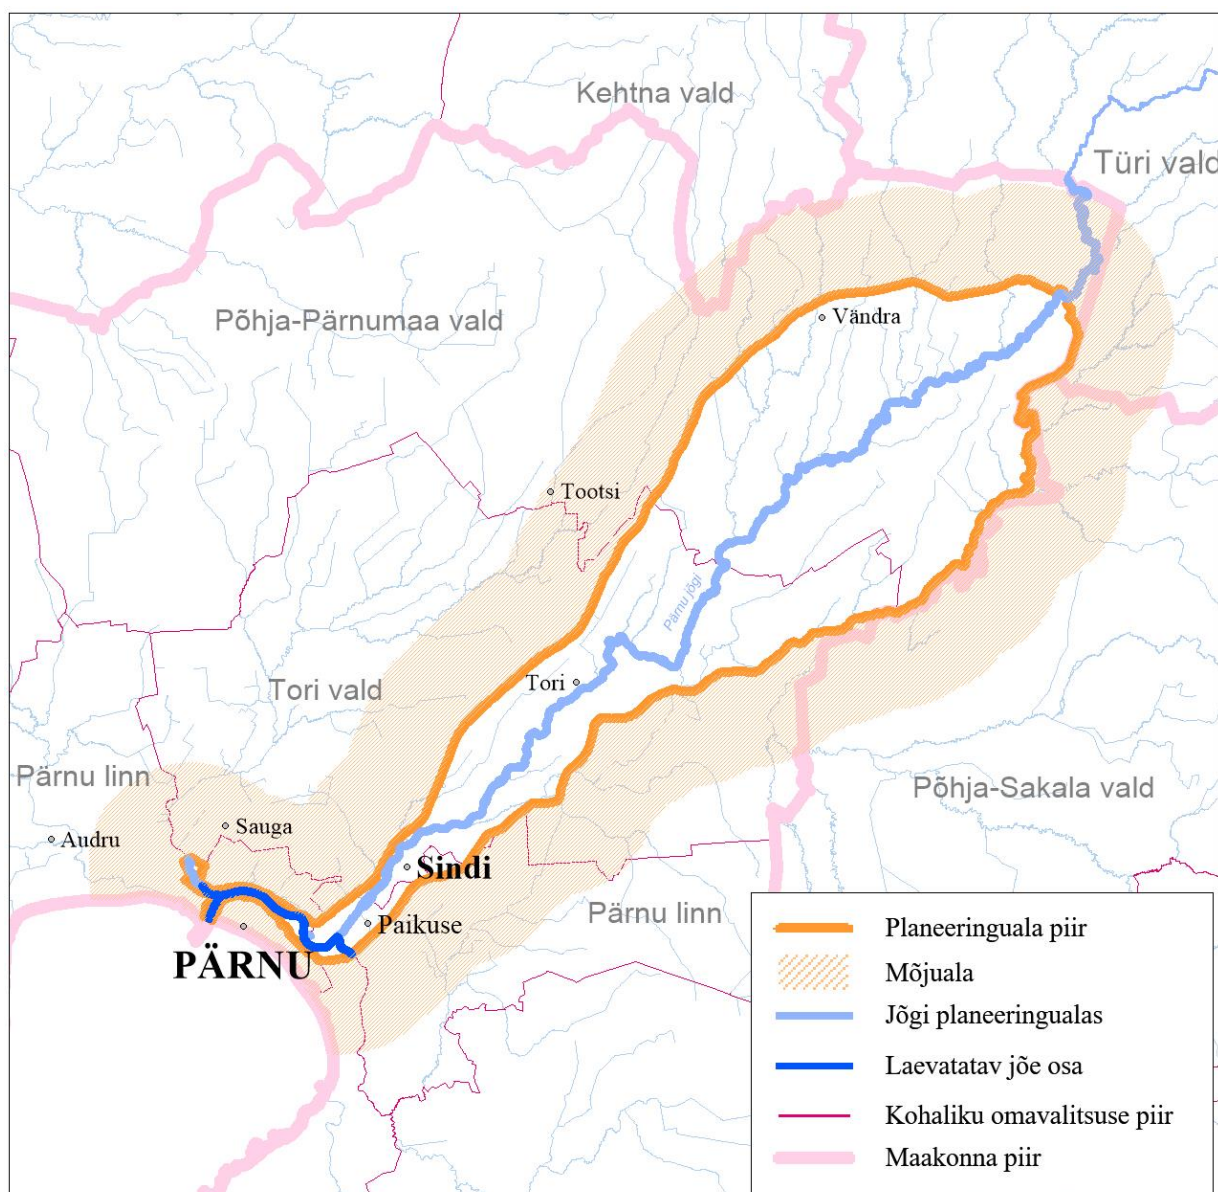 Kehtna vald
Türi vald
Põhja-Pärnumaa vald
Vändra
Tootsi
Pärnu jõgi
Tori
Tori vald
Pärnu linn
Põhja-Sakala vald
Sauga
Audru
Sindi
Pärnu linn
Paikuse
PÄRNU
Planeeringuala piir
Mõjuala
Jõgi planeeringualas
Laevatatav jõe osa
Kohaliku omavalitsuse piir
Maakonna piir